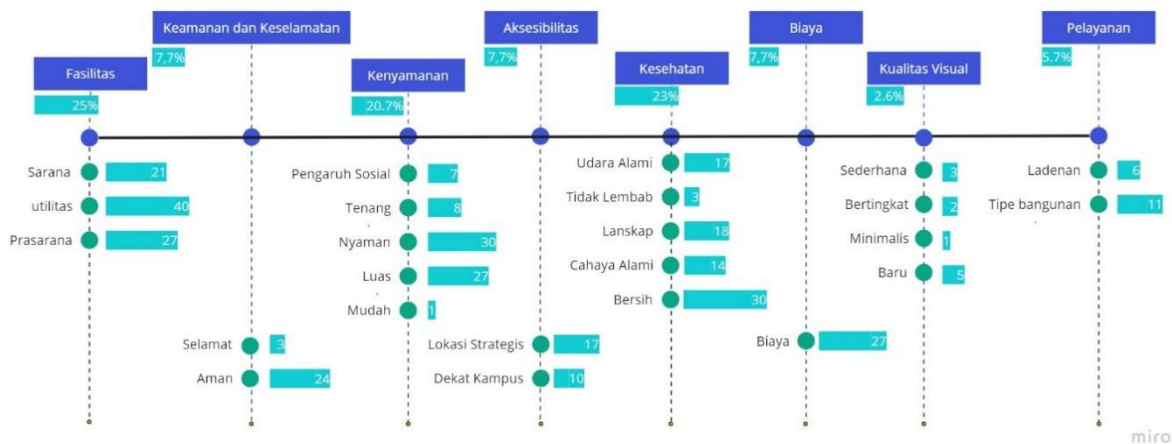 Keamanan dan Keselamatan
7,7%
Aksesibilitas
7,7%
Biaya
7,7%
Pelayanan
5.7%
Fasilitas
25%
Kenyamanan
20.7%
Kesehatan
23%
Kualitas Visual
2.6%
Sarana 21
utilitas 40
Prasarana 27
Selamat 3
Aman 24
Pengaruh Sosial 7
Tenang 8
Nyaman 30
Luas 27
Mudah 1
Lokasi Strategis 17
Dekat Kampus 10
Udara Alami 17
Tidak Lembab 3
Lanskap 18
Cahaya Alami 14
Bersih 30
Biaya 27
Sederhana 3
Bertingkat 2
Minimalis 1
Baru 5
Ladenan 6
Tipe bangunan 11
miro